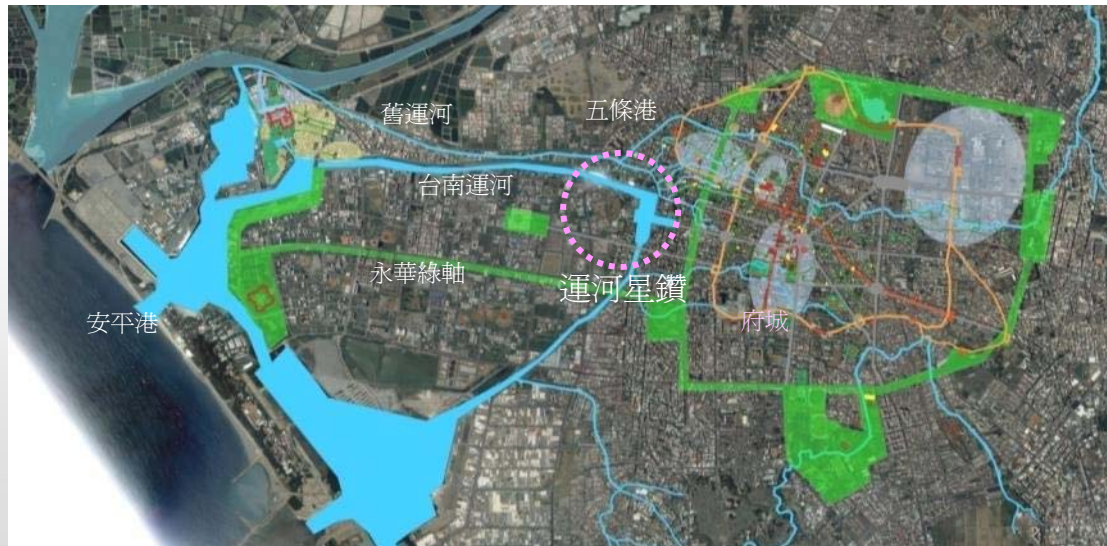 五條港
舊運河
台南運河
永華綠軸
運河星鑽
安平港
府城